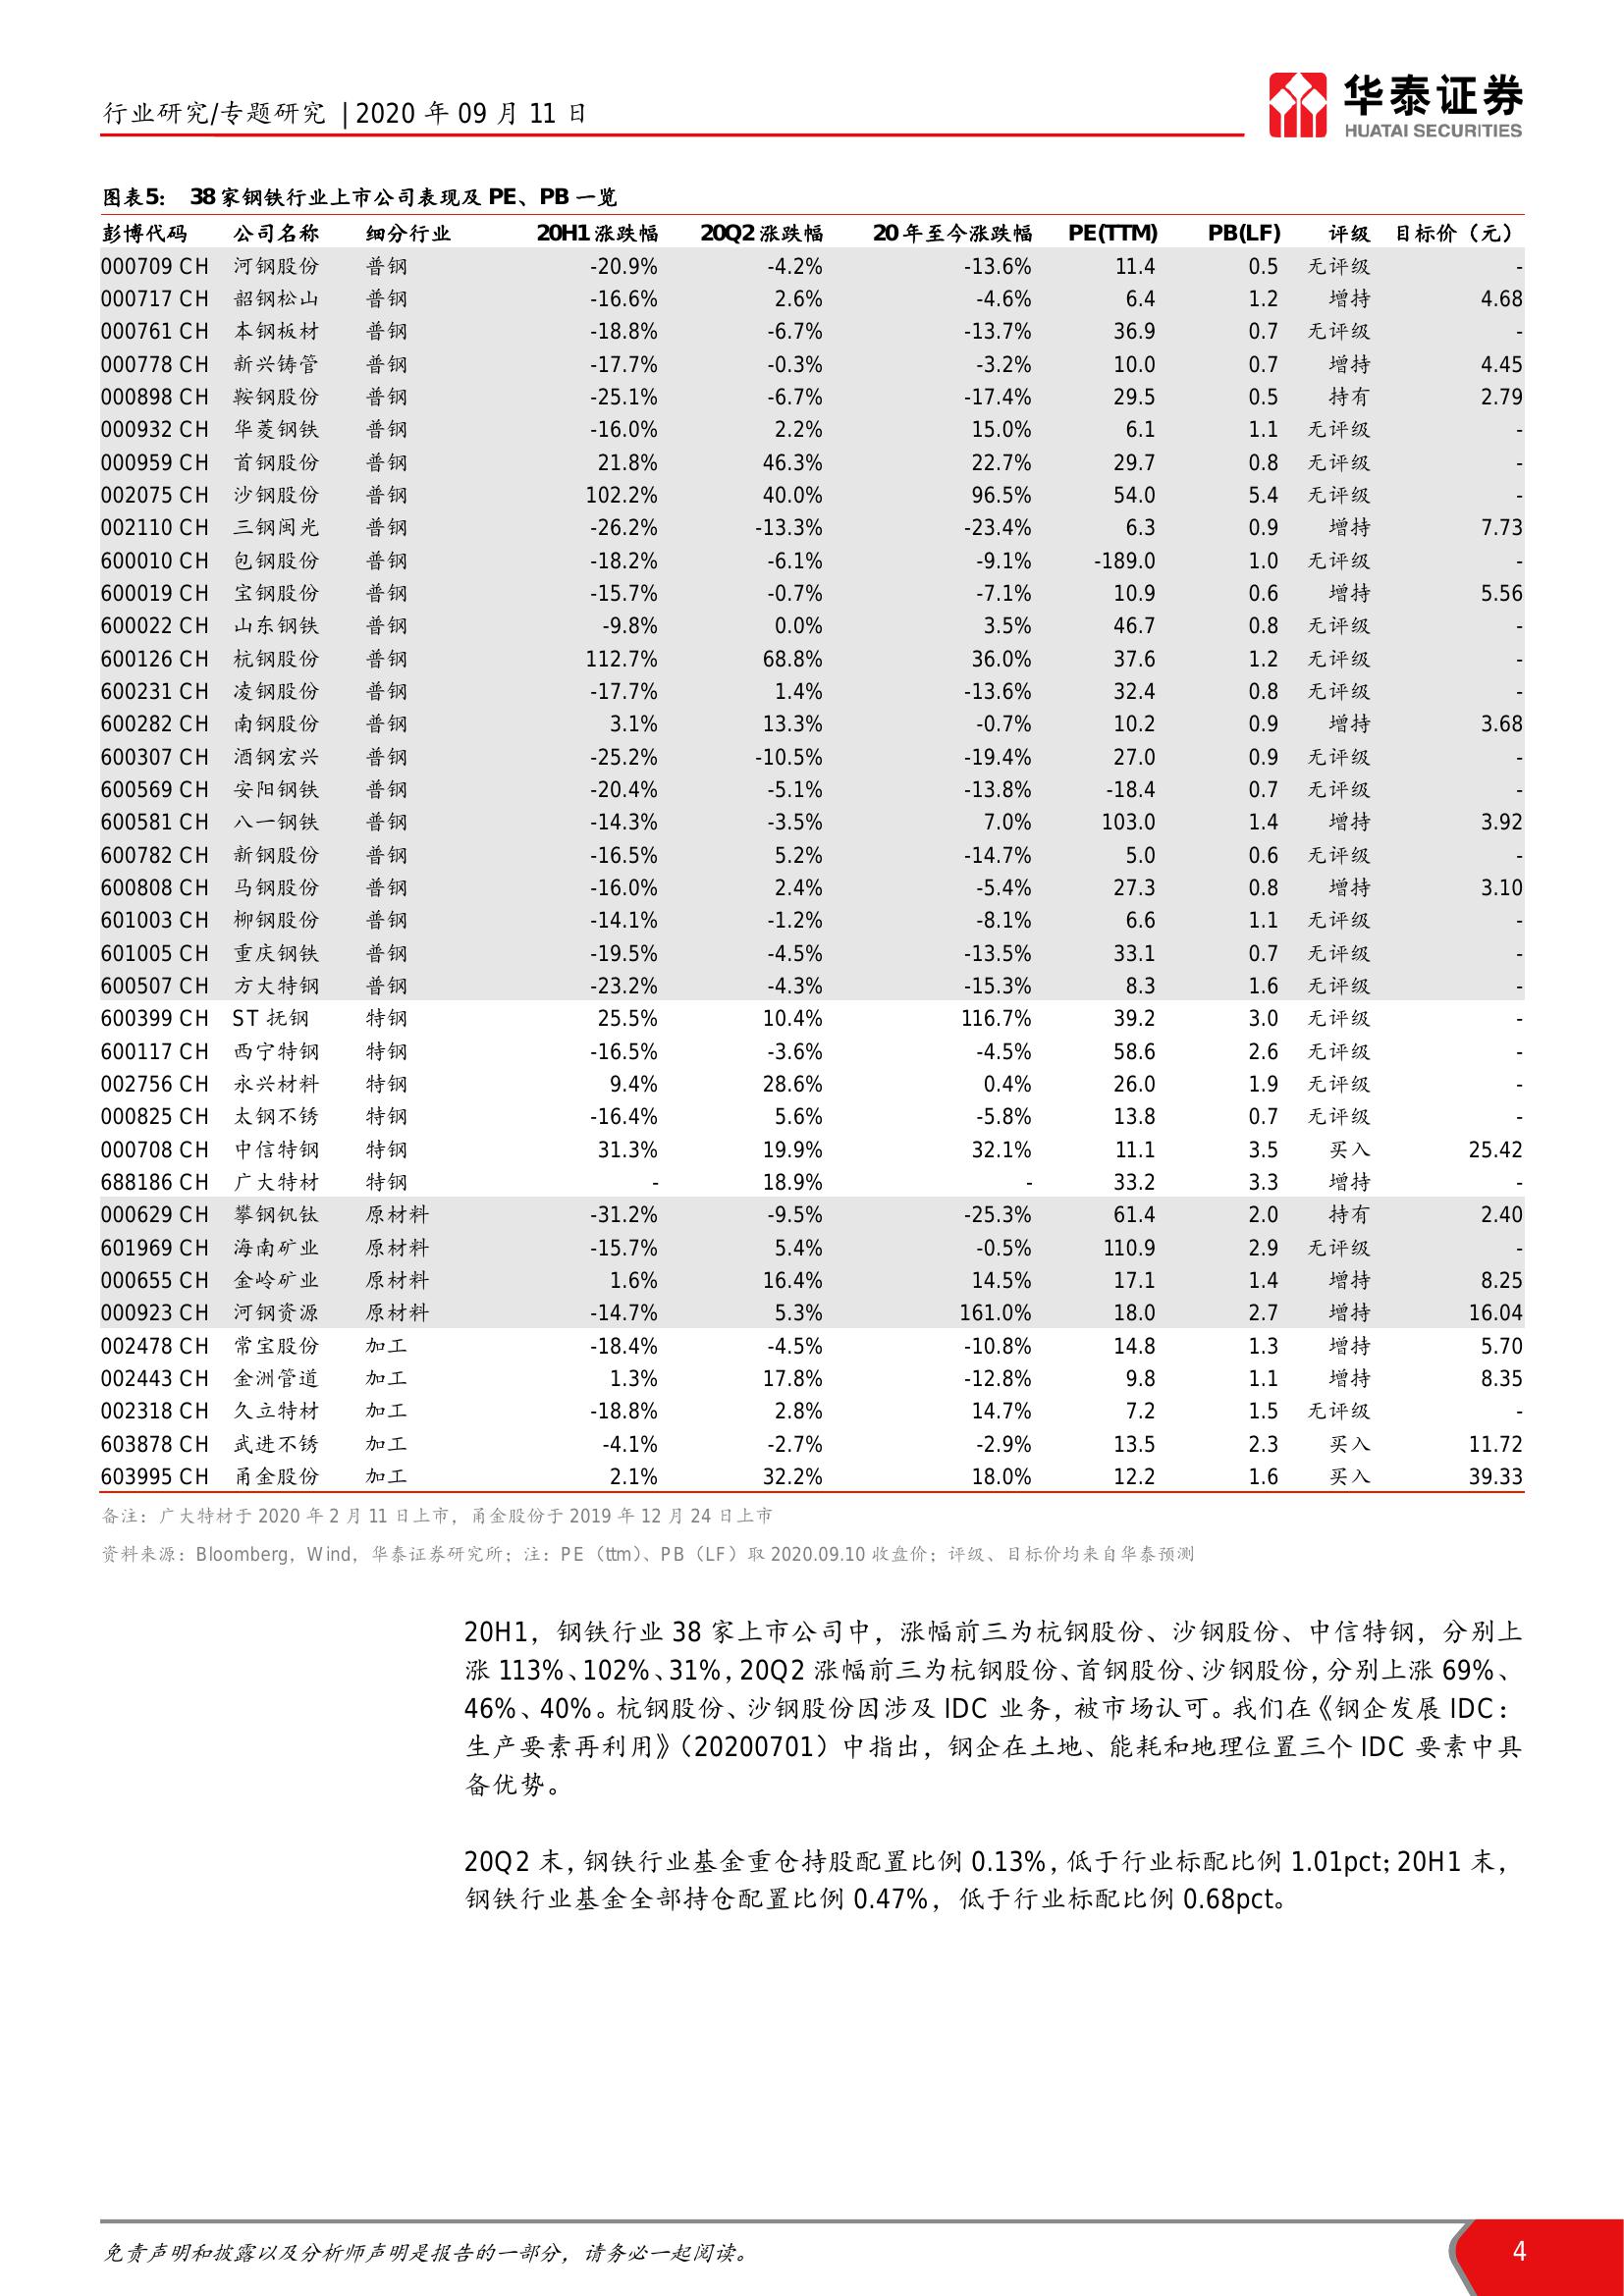 行业研究/专题研究 | 2020 年 09 月 11 日
华泰证券
HUATAI SECURITIES
图表5： 38 家钢铁行业上市公司表现及 PE、PB 一览
彭博代码 公司名称 细分行业 20H1 涨跌幅 20Q2 涨跌幅 20 年至今涨跌幅 PE(TTM) PB(LF) 评级 目标价（元）
000709 CH 河钢股份 普钢 -20.9% -4.2% -13.6% 11.4 0.5 无评级 -
000717 CH 韶钢松山 普钢 -16.6% 2.6% -4.6% 6.4 1.2 增持 4.68
000761 CH 本钢板材 普钢 -18.8% -6.7% -13.7% 36.9 0.7 无评级 -
000778 CH 新兴铸管 普钢 -17.7% -0.3% -3.2% 10.0 0.7 增持 4.45
000898 CH 鞍钢股份 普钢 -25.1% -6.7% -17.4% 29.5 0.5 持有 2.79
000932 CH 华菱钢铁 普钢 -16.0% 2.2% 15.0% 6.1 1.1 无评级 -
000959 CH 首钢股份 普钢 21.8% 46.3% 22.7% 29.7 0.8 无评级 -
002075 CH 沙钢股份 普钢 102.2% 40.0% 96.5% 54.0 5.4 无评级 -
002110 CH 三钢闽光 普钢 -26.2% -13.3% -23.4% 6.3 0.9 增持 7.73
600010 CH 包钢股份 普钢 -18.2% -6.1% -9.1% -189.0 1.0 无评级 -
600019 CH 宝钢股份 普钢 -15.7% -0.7% -7.1% 10.9 0.6 增持 5.56
600022 CH 山东钢铁 普钢 -9.8% 0.0% 3.5% 46.7 0.8 无评级 -
600126 CH 杭钢股份 普钢 112.7% 68.8% 36.0% 37.6 1.2 无评级 -
600231 CH 凌钢股份 普钢 -17.7% 1.4% -13.6% 32.4 0.8 无评级 -
600282 CH 南钢股份 普钢 3.1% 13.3% -0.7% 10.2 0.9 增持 3.68
600307 CH 酒钢宏兴 普钢 -25.2% -10.5% -19.4% 27.0 0.9 无评级 -
600569 CH 安阳钢铁 普钢 -20.4% -5.1% -13.8% -18.4 0.7 无评级 -
600581 CH 八一钢铁 普钢 -14.3% -3.5% 7.0% 103.0 1.4 增持 3.92
600782 CH 新钢股份 普钢 -16.5% 5.2% -14.7% 5.0 0.6 无评级 -
600808 CH 马钢股份 普钢 -16.0% 2.4% -5.4% 27.3 0.8 增持 3.10
601003 CH 柳钢股份 普钢 -14.1% -1.2% -8.1% 6.6 1.1 无评级 -
601005 CH 重庆钢铁 普钢 -19.5% -4.5% -13.5% 33.1 0.7 无评级 -
600507 CH 方大特钢 普钢 -23.2% -4.3% -15.3% 8.3 1.6 无评级 -
600399 CH ST 抚钢 特钢 25.5% 10.4% 116.7% 39.2 3.0 无评级 -
600117 CH 西宁特钢 特钢 -16.5% -3.6% -4.5% 58.6 2.6 无评级 -
002756 CH 永兴材料 特钢 9.4% 28.6% 0.4% 26.0 1.9 无评级 -
000825 CH 太钢不锈 特钢 -16.4% 5.6% -5.8% 13.8 0.7 无评级 -
000708 CH 中信特钢 特钢 31.3% 19.9% 32.1% 11.1 3.5 买入 25.42
688186 CH 广大特材 特钢 - 18.9% - 33.2 3.3 增持 -
000629 CH 攀钢钒钛 原材料 -31.2% -9.5% -25.3% 61.4 2.0 持有 2.40
601969 CH 海南矿业 原材料 -15.7% 5.4% -0.5% 110.9 2.9 无评级 -
000655 CH 金岭矿业 原材料 1.6% 16.4% 14.5% 17.1 1.4 增持 8.25
000923 CH 河钢资源 原材料 -14.7% 5.3% 161.0% 18.0 2.7 增持 16.04
002478 CH 常宝股份 加工 -18.4% -4.5% -10.8% 14.8 1.3 增持 5.70
002443 CH 金洲管道 加工 1.3% 17.8% -12.8% 9.8 1.1 增持 8.35
002318 CH 久立特材 加工 -18.8% 2.8% 14.7% 7.2 1.5 无评级 -
603878 CH 武进不锈 加工 -4.1% -2.7% -2.9% 13.5 2.3 买入 11.72
603995 CH 甬金股份 加工 2.1% 32.2% 18.0% 12.2 1.6 买入 39.33
备注：广大特材于 2020 年 2 月 11 日上市，甬金股份于 2019 年 12 月 24 日上市
资料来源：Bloomberg，Wind，华泰证券研究所；注：PE（ttm）、PB（LF）取 2020.09.10 收盘价；评级、目标价均来自华泰预测
20H1，钢铁行业 38 家上市公司中，涨幅前三为杭钢股份、沙钢股份、中信特钢，分别上
涨 113%、102%、31%，20Q2 涨幅前三为杭钢股份、首钢股份、沙钢股份，分别上涨 69%、
46%、40%。杭钢股份、沙钢股份因涉及 IDC 业务，被市场认可。我们在《钢企发展 IDC：
生产要素再利用》（20200701）中指出，钢企在土地、能耗和地理位置三个 IDC 要素中具
备优势。
20Q2 末，钢铁行业基金重仓持股配置比例 0.13%，低于行业标配比例 1.01pct；20H1 末，
钢铁行业基金全部持仓配置比例 0.47%，低于行业标配比例 0.68pct。
免责声明和披露以及分析师声明是报告的一部分，请务必一起阅读。
4